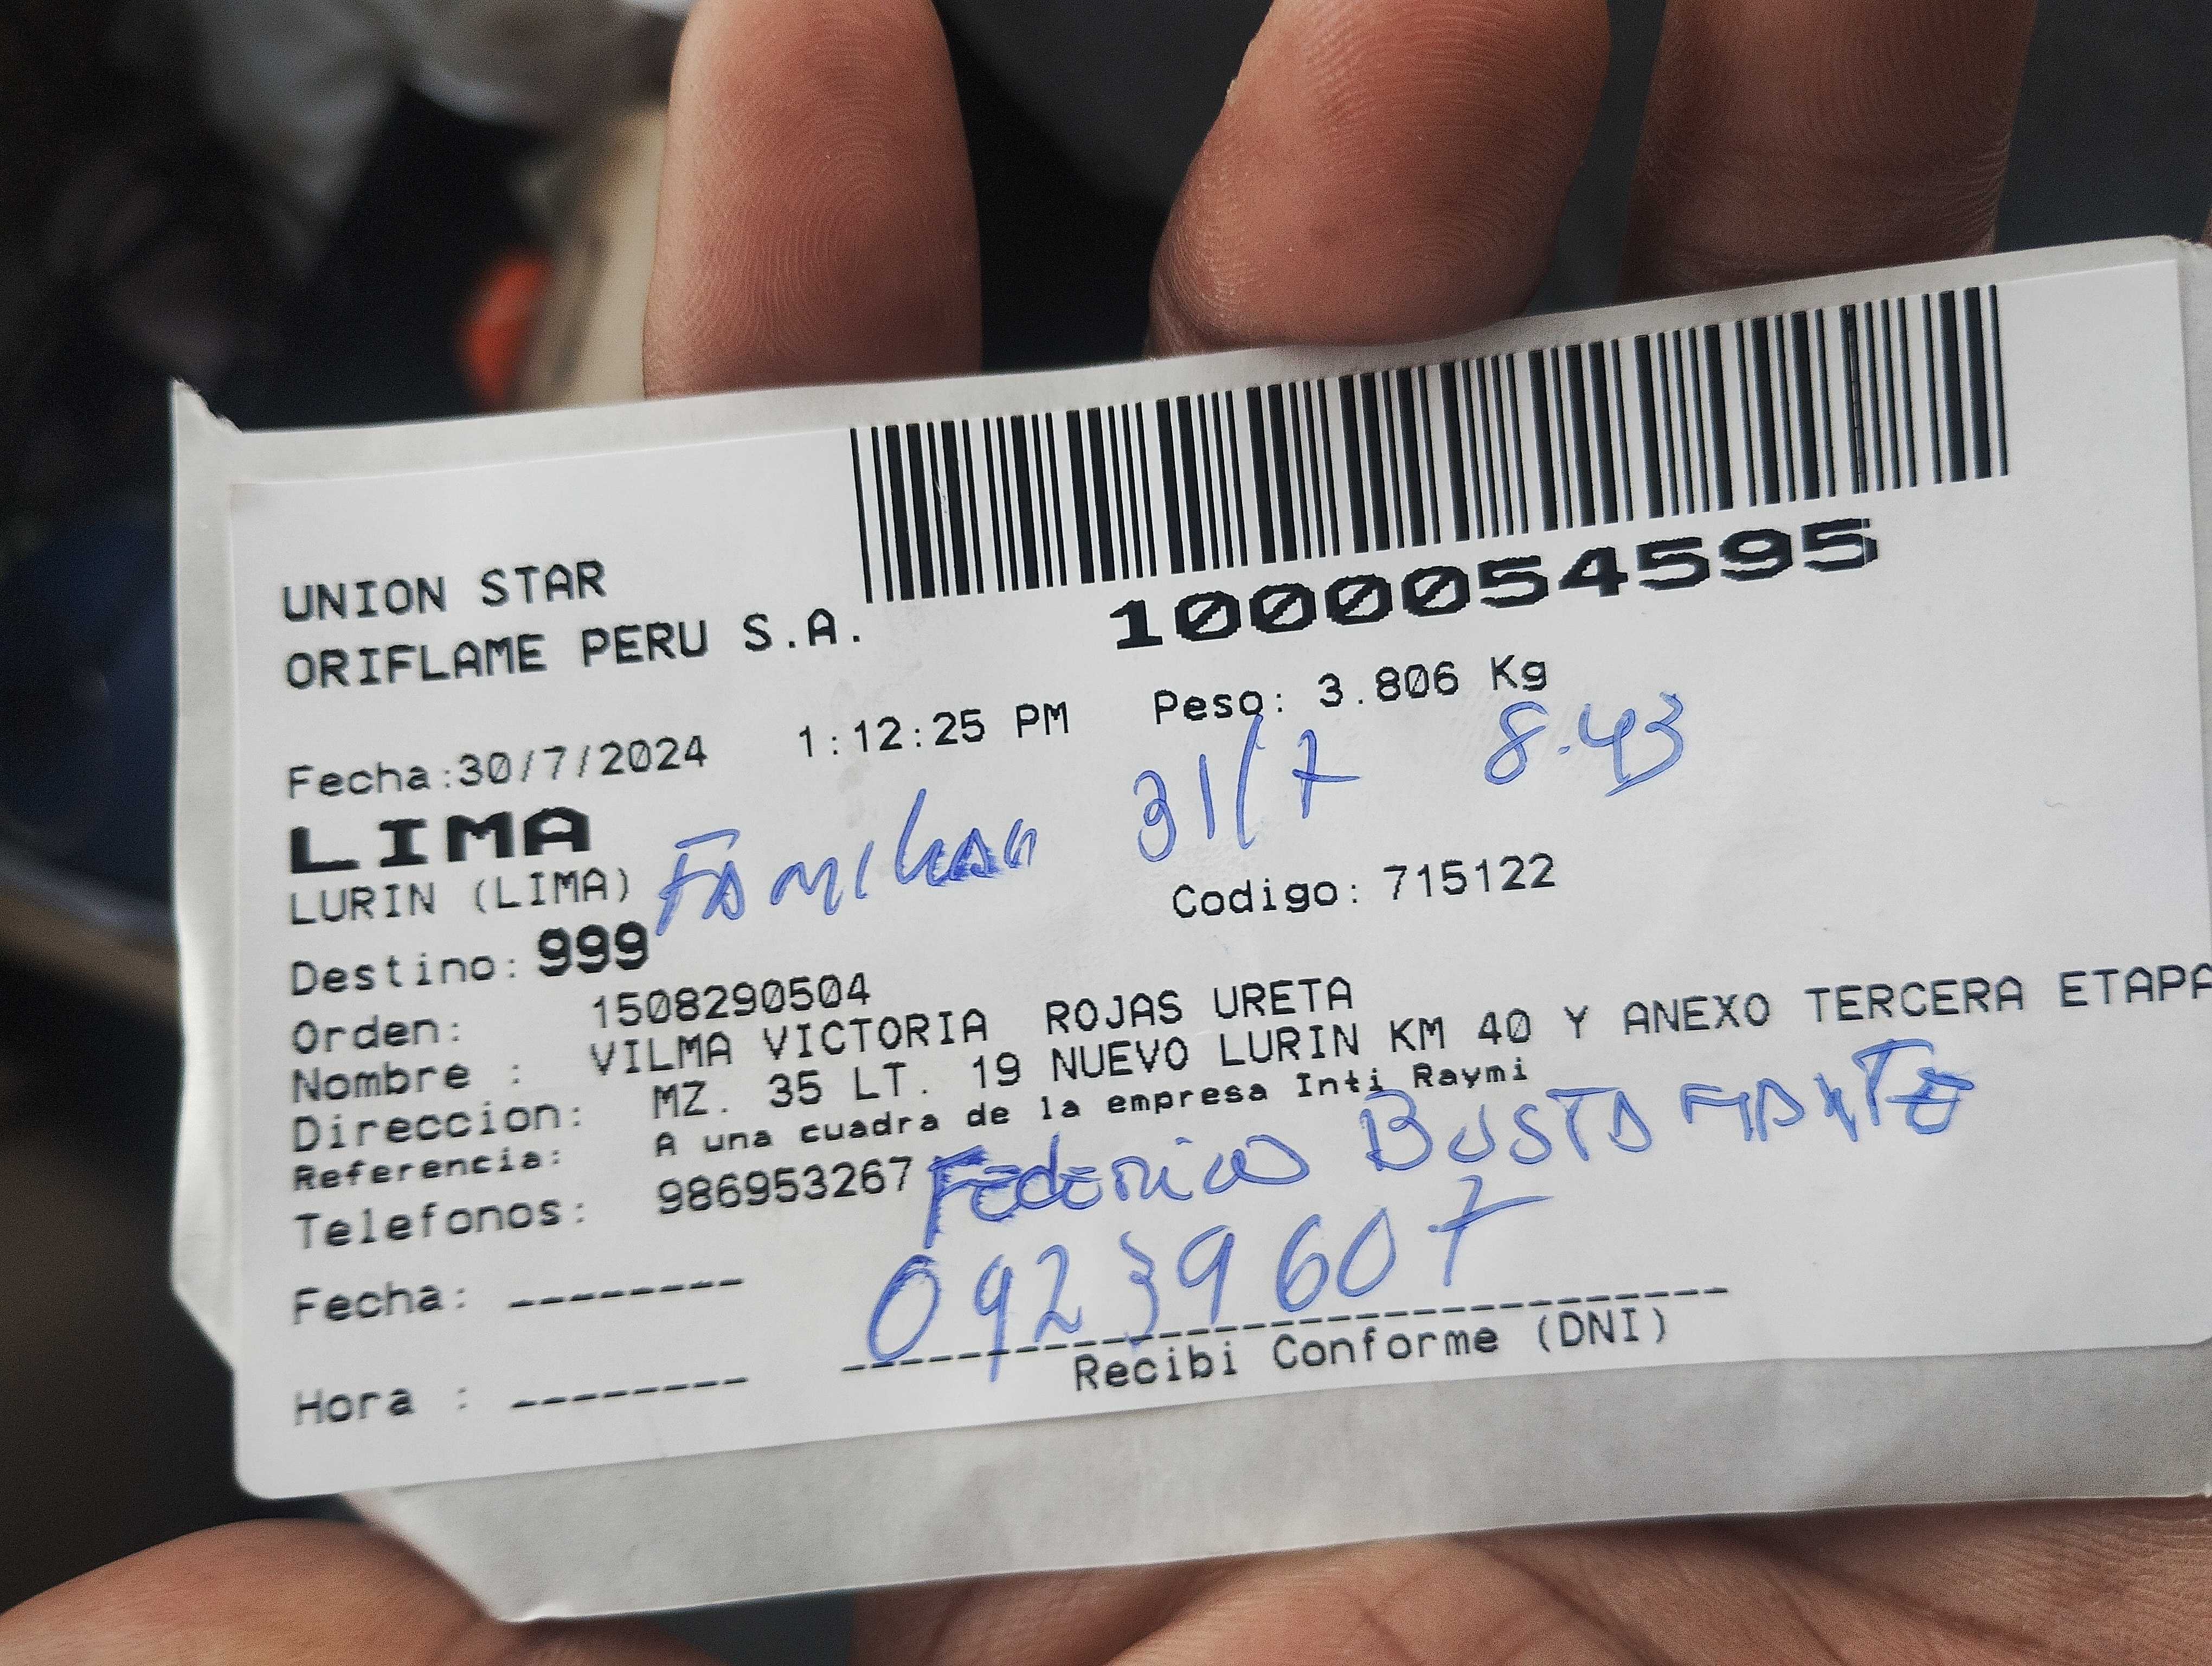 UNION STAR
ORIFLAME PERU S.A.
1000054595
Fecha:30/7/2024 1:12:25 PM Peso: 3.806 Kg
LIMA 31/7 8.43
LURIN (LIMA) Familiar
Codigo: 715122
Destino: 999
Orden: 1508290504
Nombre : VILMA VICTORIA ROJAS URETA
Direccion: MZ. 35 LT. 19 NUEVO LURIN KM 40 Y ANEXO TERCERA ETAPA
Referencia: A una cuadra de la empresa Inti Raymi
Telefonos: 986953267 Federico BUSTAMANTE
09239607
Fecha: --------
Recibi Conforme (DNI)
Hora : --------